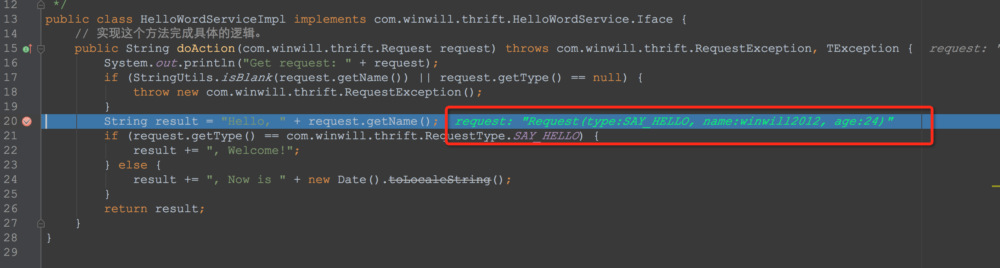 12 */
13 public class HelloWordServiceImpl implements com.winwill.thrift.HelloWordService.Iface {
14 // 实现这个方法完成具体的逻辑。
15 public String doAction(com.winwill.thrift.Request request) throws com.winwill.thrift.RequestException, TException { request: "
16 System.out.println("Get request: " + request);
17 if (StringUtils.isBlank(request.getName()) || request.getType() == null) {
18 throw new com.winwill.thrift.RequestException();
19 }
20 String result = "Hello, " + request.getName(); request: "Request(type:SAY_HELLO, name:winwill2012, age:24)"
21 if (request.getType() == com.winwill.thrift.RequestType.SAY_HELLO) {
22 result += ", Welcome!";
23 } else {
24 result += ", Now is " + new Date().toLocaleString();
25 }
26 return result;
27 }
28 }
29